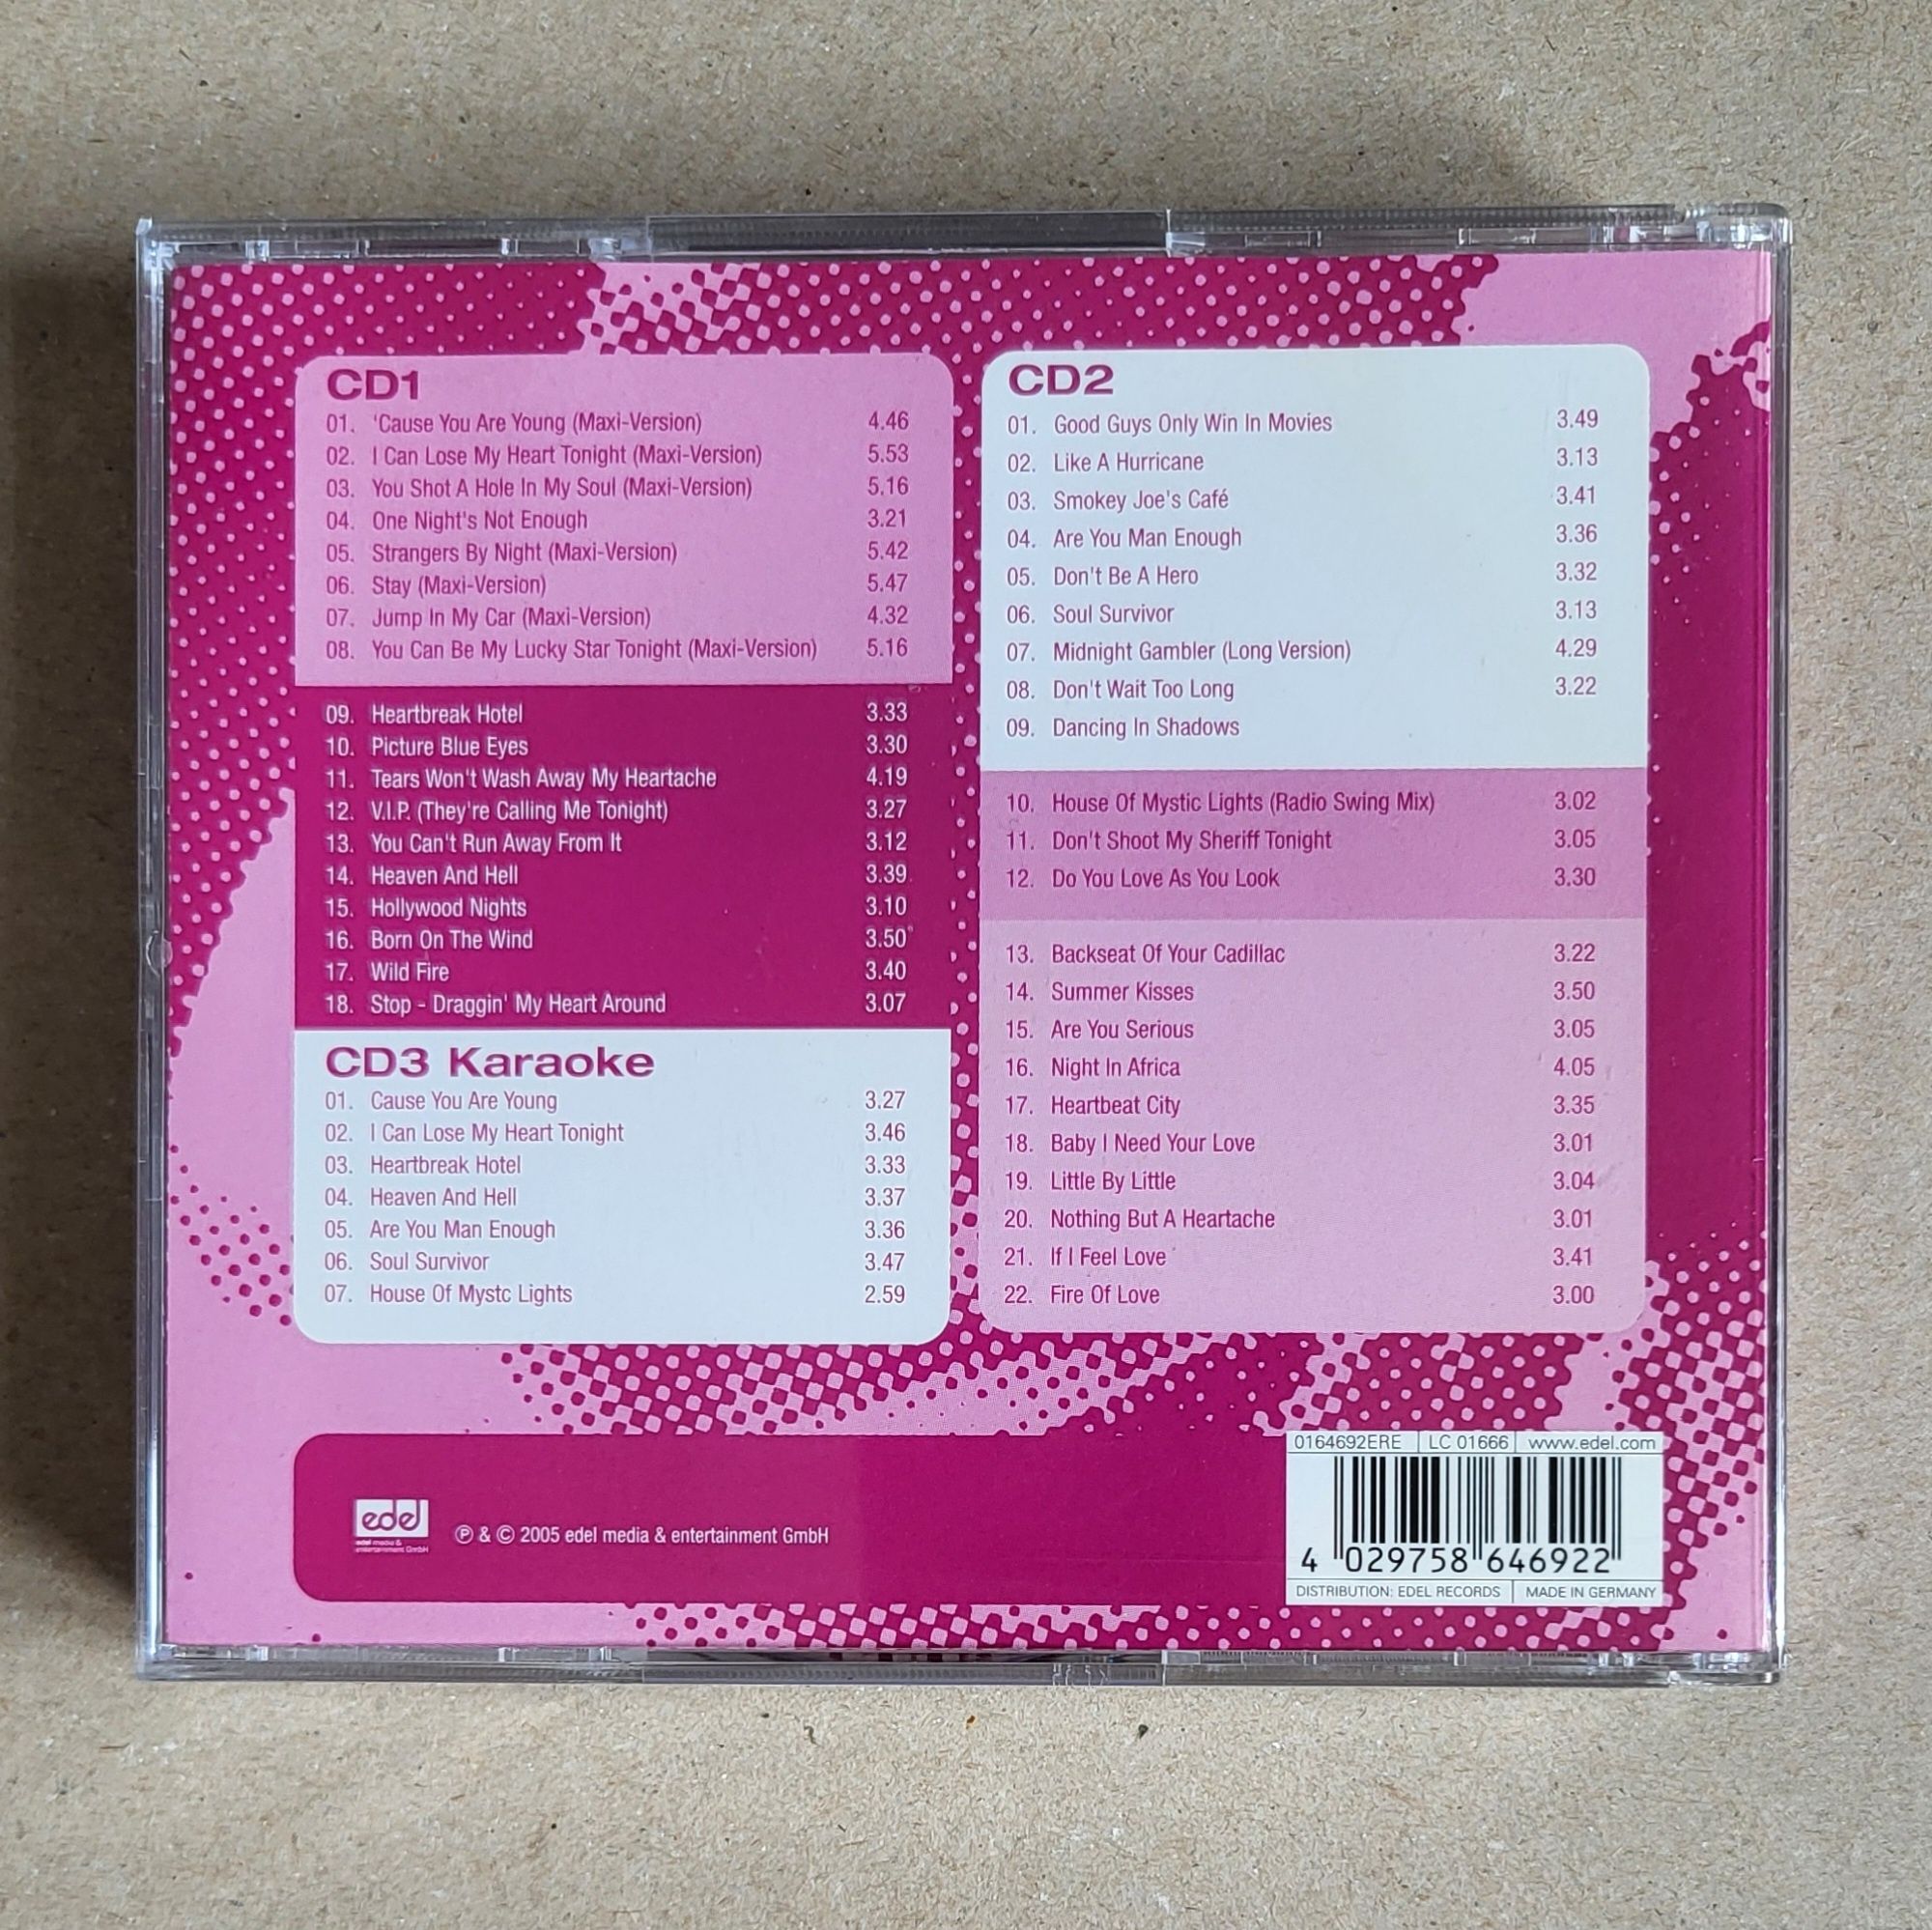 CD1
01. 'Cause You Are Young (Maxi-Version) 4.46
02. I Can Lose My Heart Tonight (Maxi-Version) 5.53
03. You Shot A Hole In My Soul (Maxi-Version) 5.16
04. One Night's Not Enough 3.21
05. Strangers By Night (Maxi-Version) 5.42
06. Stay (Maxi-Version) 5.47
07. Jump In My Car (Maxi-Version) 4.32
08. You Can Be My Lucky Star Tonight (Maxi-Version) 5.16
09. Heartbreak Hotel 3.33
10. Picture Blue Eyes 3.30
11. Tears Won't Wash Away My Heartache 4.19
12. V.I.P. (They're Calling Me Tonight) 3.27
13. You Can't Run Away From It 3.12
14. Heaven And Hell 3.39
15. Hollywood Nights 3.10
16. Born On The Wind 3.50
17. Wild Fire 3.40
18. Stop - Draggin' My Heart Around 3.07
CD3 Karaoke
01. Cause You Are Young 3.27
02. I Can Lose My Heart Tonight 3.46
03. Heartbreak Hotel 3.33
04. Heaven And Hell 3.37
05. Are You Man Enough 3.36
06. Soul Survivor 3.47
07. House Of Mystc Lights 2.59
CD2
01. Good Guys Only Win In Movies 3.49
02. Like A Hurricane 3.13
03. Smokey Joe's Café 3.41
04. Are You Man Enough 3.36
05. Don't Be A Hero 3.32
06. Soul Survivor 3.13
07. Midnight Gambler (Long Version) 4.29
08. Don't Wait Too Long 3.22
09. Dancing In Shadows
10. House Of Mystic Lights (Radio Swing Mix) 3.02
11. Don't Shoot My Sheriff Tonight 3.05
12. Do You Love As You Look 3.30
13. Backseat Of Your Cadillac 3.22
14. Summer Kisses 3.50
15. Are You Serious 3.05
16. Night In Africa 4.05
17. Heartbeat City 3.35
18. Baby I Need Your Love 3.01
19. Little By Little 3.04
20. Nothing But A Heartache 3.01
21. If I Feel Love 3.41
22. Fire Of Love 3.00
edel
edel media &
entertainment GmbH
℗ & © 2005 edel media & entertainment GmbH
0164692ERE LC 01666 www.edel.com
4 029758 646922
DISTRIBUTION: EDEL RECORDS MADE IN GERMANY